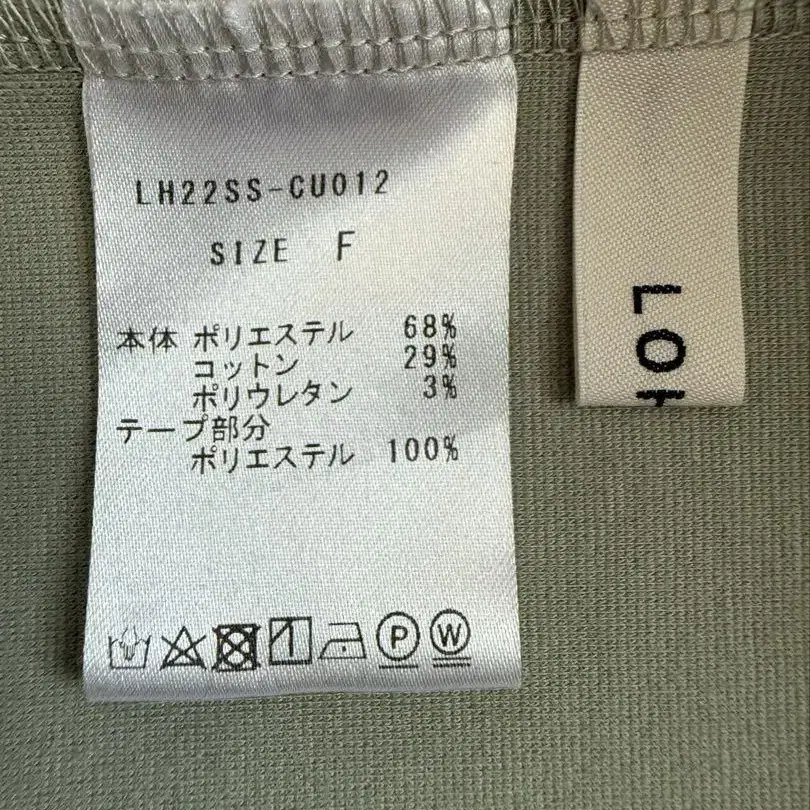 LH22SS-CU012
SIZE F
本体 ポリエステル 68%
コットン 29%
ポリウレタン 3%
テープ部分
ポリエステル 100%
P W
LOH